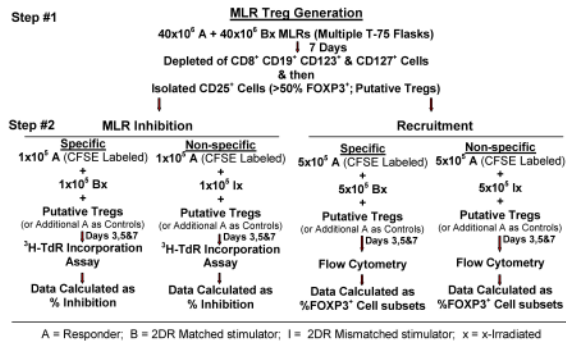 Step #1
MLR Treg Generation
40x10⁶ A + 40x10⁶ Bx MLRs (Multiple T-75 Flasks)
7 Days
Depleted of CD8⁺ CD19⁺ CD123⁺ & CD127⁺ Cells
& then
Isolated CD25⁺ Cells (>50% FOXP3⁺; Putative Tregs)
Step #2
MLR Inhibition
Recruitment
Specific
1x10⁵ A (CFSE Labeled)
+
1x10⁵ Bx
+
Putative Tregs
(or Additional A as Controls)
Days 3,5&7
³H-TdR Incorporation
Assay
Data Calculated as
% Inhibition
Non-specific
1x10⁵ A (CFSE Labeled)
+
1x10⁵ Ix
+
Putative Tregs
(or Additional A as Controls)
Days 3,5&7
³H-TdR Incorporation
Assay
Data Calculated as
% Inhibition
Specific
5x10⁵ A (CFSE Labeled)
+
5x10⁵ Bx
+
Putative Tregs
(or Additional A as Controls)
Days 3,5&7
Flow Cytometry
Data Calculated as
%FOXP3⁺ Cell subsets
Non-specific
5x10⁵ A (CFSE Labeled)
+
5x10⁵ Ix
+
Putative Tregs
(or Additional A as Controls)
Days 3,5&7
Flow Cytometry
Data Calculated as
%FOXP3⁺ Cell subsets
A = Responder; B = 2DR Matched stimulator; I = 2DR Mismatched stimulator; x = x-Irradiated